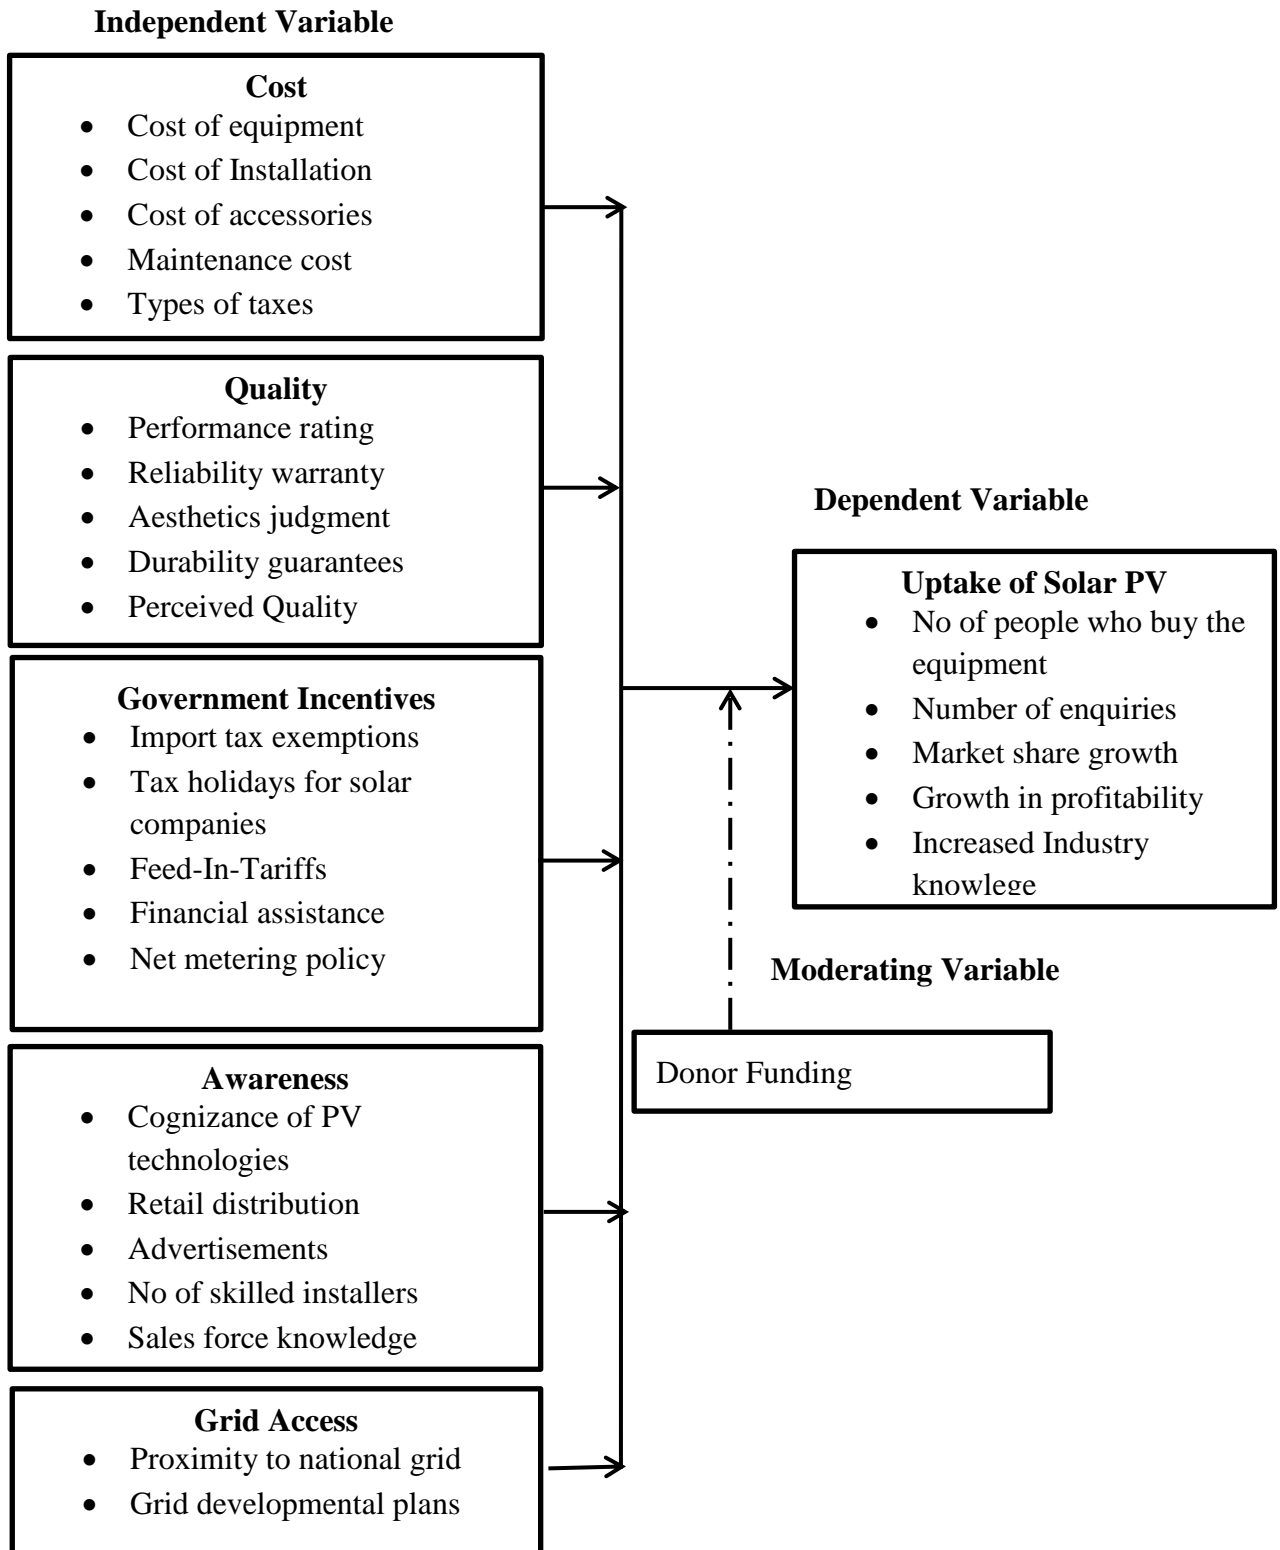 Independent Variable
Cost
• Cost of equipment
• Cost of Installation
• Cost of accessories
• Maintenance cost
• Types of taxes
Quality
• Performance rating
• Reliability warranty
• Aesthetics judgment
• Durability guarantees
• Perceived Quality
Government Incentives
• Import tax exemptions
• Tax holidays for solar
companies
• Feed-In-Tariffs
• Financial assistance
• Net metering policy
Awareness
• Cognizance of PV
technologies
• Retail distribution
• Advertisements
• No of skilled installers
• Sales force knowledge
Grid Access
• Proximity to national grid
• Grid developmental plans
Dependent Variable
Uptake of Solar PV
• No of people who buy the
equipment
• Number of enquiries
• Market share growth
• Growth in profitability
• Increased Industry
knowlege
Moderating Variable
Donor Funding